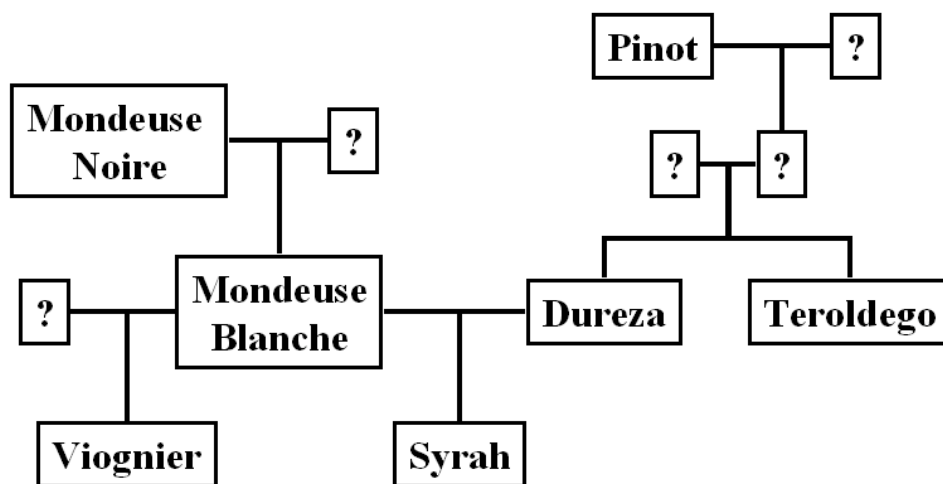 Pinot
?
Mondeuse
Noire
?
?
?
?
Mondeuse
Blanche
Dureza
Teroldego
Viognier
Syrah